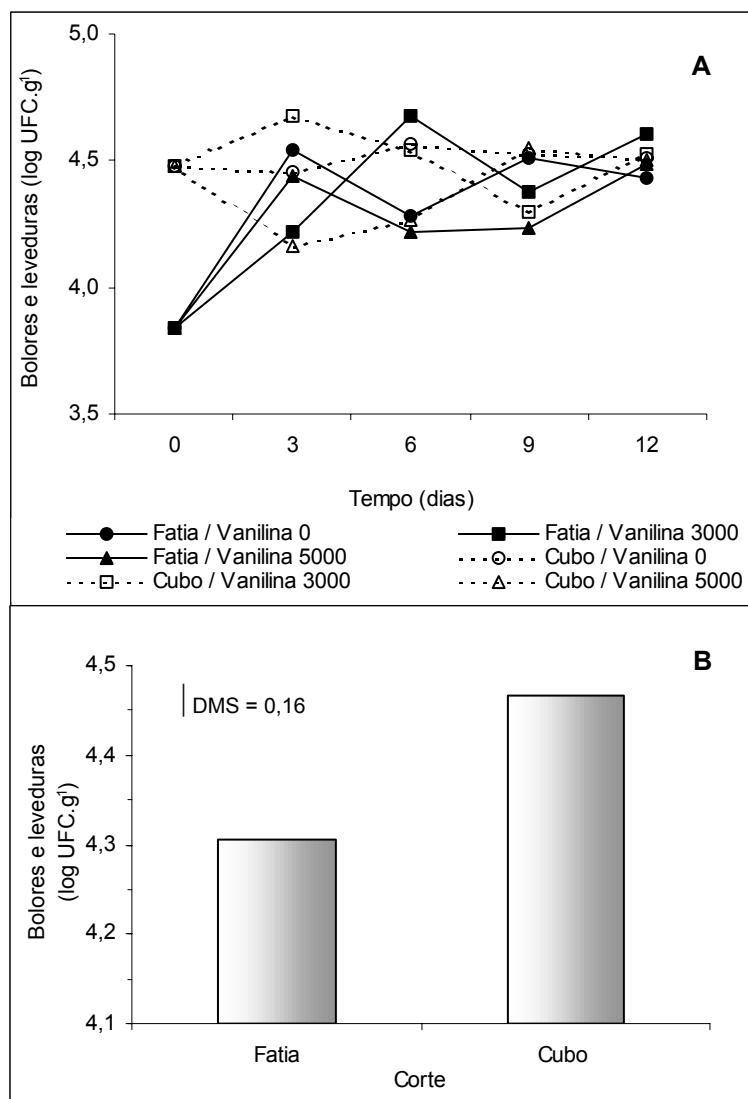 A
Bolores e leveduras (log UFC.g¹)
5,0
4,5
4,0
3,5
0 3 6 9 12
Tempo (dias)
Fatia / Vanilina 0 Fatia / Vanilina 3000
Fatia / Vanilina 5000 Cubo / Vanilina 0
Cubo / Vanilina 3000 Cubo / Vanilina 5000
B
Bolores e leveduras
(log UFC.g¹)
4,5
DMS = 0,16
4,4
4,3
4,2
4,1
Fatia Cubo
Corte